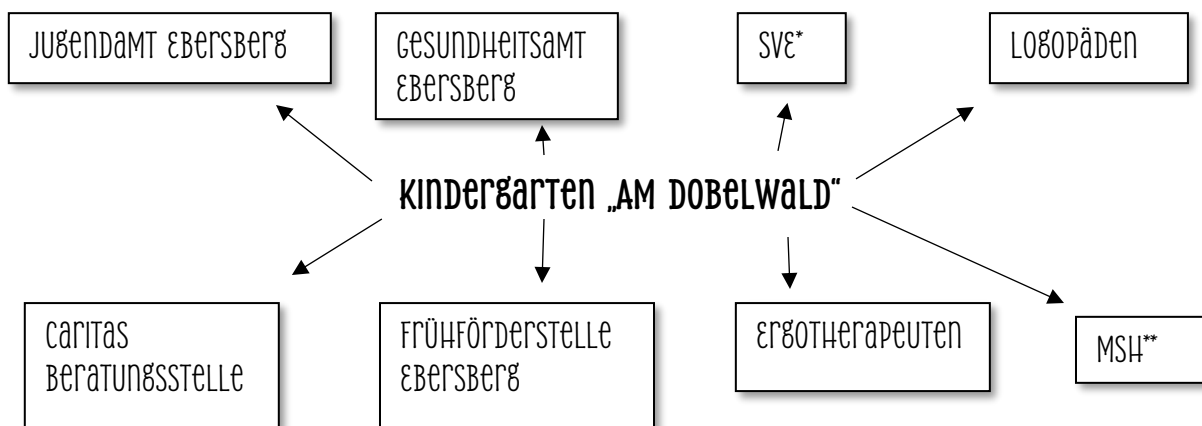 Jugendamt Ebersberg
Gesundheitsamt
Ebersberg
SVE*
Logopäden
Kindergarten „Am Dobelwald“
Caritas
Beratungsstelle
Frühförderstelle
Ebersberg
Ergotherapeuten
MSH**